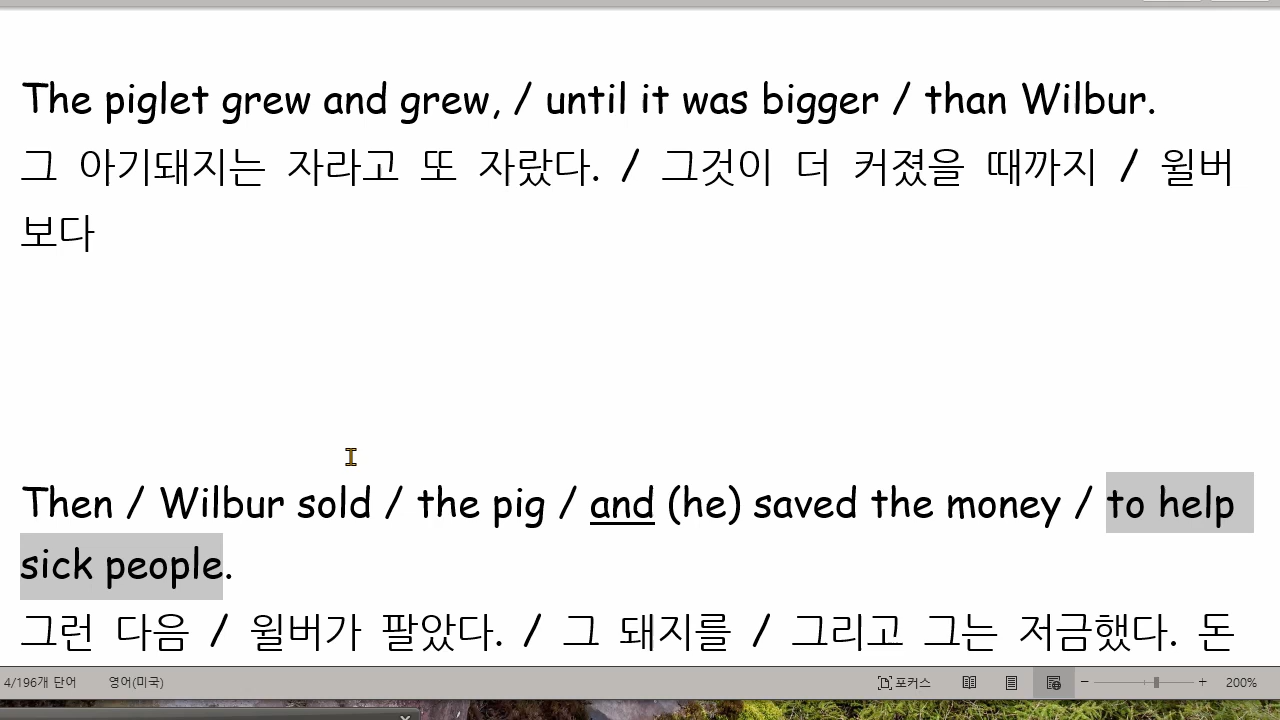 The piglet grew and grew, / until it was bigger / than Wilbur.
그 아기돼지는 자라고 또 자랐다. / 그것이 더 커졌을 때까지 / 윌버
보다
Then / Wilbur sold / the pig / and (he) saved the money / to help
sick people.
그런 다음 / 윌버가 팔았다. / 그 돼지를 / 그리고 그는 저금했다. 돈
4/196개 단어 영어(미국) 포커스 200%